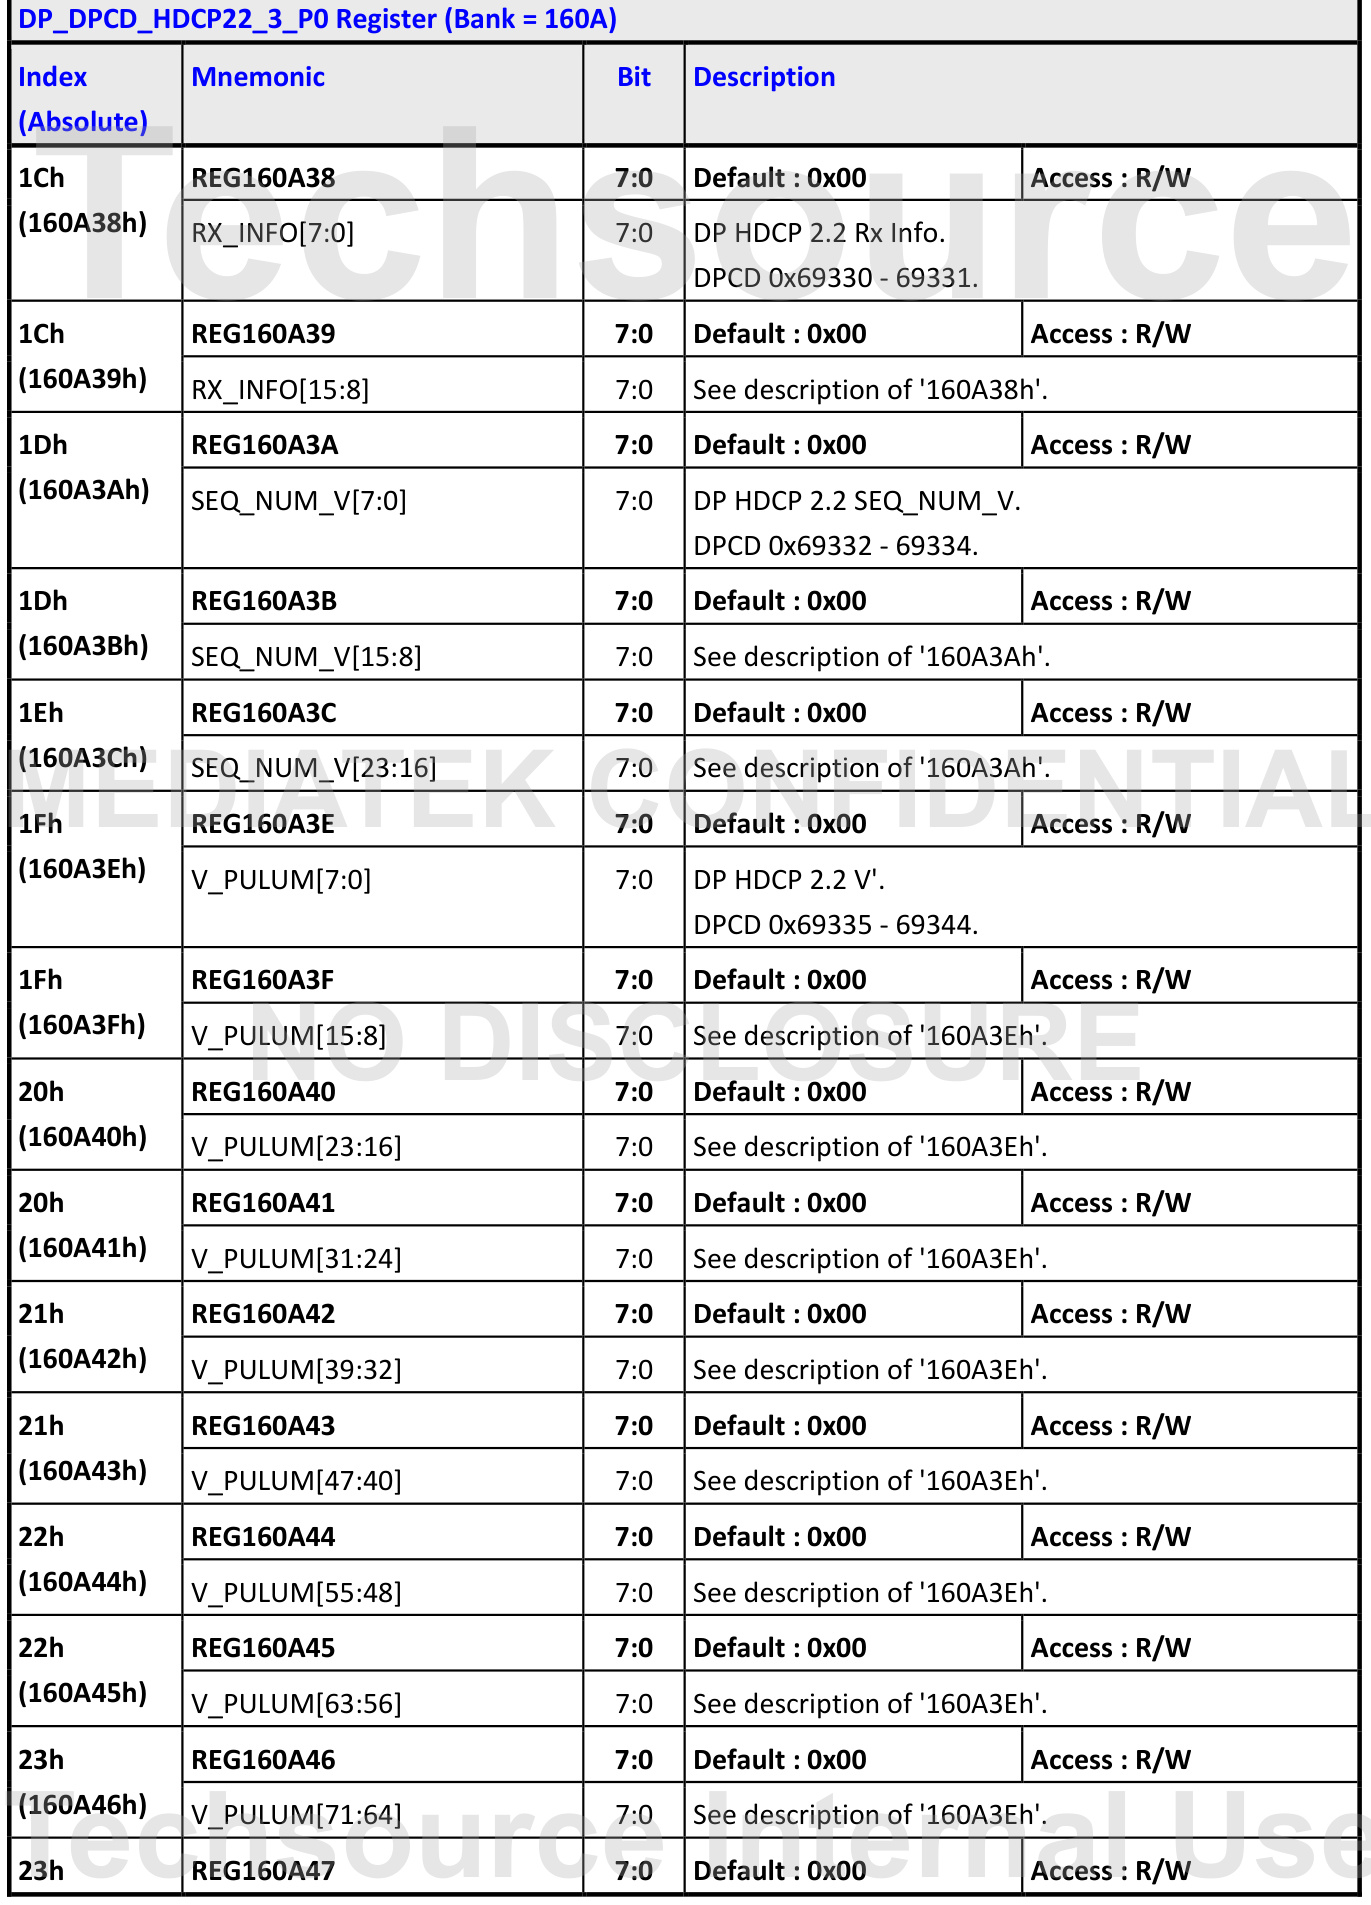 DP_DPCD_HDCP22_3_P0 Register (Bank = 160A)
Index (Absolute) Mnemonic Bit Description
1Ch (160A38h) REG160A38 7:0 Default : 0x00 Access : R/W
RX_INFO[7:0] 7:0 DP HDCP 2.2 Rx Info.
DPCD 0x69330 - 69331.
1Ch (160A39h) REG160A39 7:0 Default : 0x00 Access : R/W
RX_INFO[15:8] 7:0 See description of '160A38h'.
1Dh (160A3Ah) REG160A3A 7:0 Default : 0x00 Access : R/W
SEQ_NUM_V[7:0] 7:0 DP HDCP 2.2 SEQ_NUM_V.
DPCD 0x69332 - 69334.
1Dh (160A3Bh) REG160A3B 7:0 Default : 0x00 Access : R/W
SEQ_NUM_V[15:8] 7:0 See description of '160A3Ah'.
1Eh (160A3Ch) REG160A3C 7:0 Default : 0x00 Access : R/W
SEQ_NUM_V[23:16] 7:0 See description of '160A3Ah'.
1Fh (160A3Eh) REG160A3E 7:0 Default : 0x00 Access : R/W
V_PULUM[7:0] 7:0 DP HDCP 2.2 V'.
DPCD 0x69335 - 69344.
1Fh (160A3Fh) REG160A3F 7:0 Default : 0x00 Access : R/W
V_PULUM[15:8] 7:0 See description of '160A3Eh'.
20h (160A40h) REG160A40 7:0 Default : 0x00 Access : R/W
V_PULUM[23:16] 7:0 See description of '160A3Eh'.
20h (160A41h) REG160A41 7:0 Default : 0x00 Access : R/W
V_PULUM[31:24] 7:0 See description of '160A3Eh'.
21h (160A42h) REG160A42 7:0 Default : 0x00 Access : R/W
V_PULUM[39:32] 7:0 See description of '160A3Eh'.
21h (160A43h) REG160A43 7:0 Default : 0x00 Access : R/W
V_PULUM[47:40] 7:0 See description of '160A3Eh'.
22h (160A44h) REG160A44 7:0 Default : 0x00 Access : R/W
V_PULUM[55:48] 7:0 See description of '160A3Eh'.
22h (160A45h) REG160A45 7:0 Default : 0x00 Access : R/W
V_PULUM[63:56] 7:0 See description of '160A3Eh'.
23h (160A46h) REG160A46 7:0 Default : 0x00 Access : R/W
V_PULUM[71:64] 7:0 See description of '160A3Eh'.
23h REG160A47 7:0 Default : 0x00 Access : R/W
Techsource
MEDIATEK CONFIDENTIAL
NO DISCLOSURE
Techsource Internal Use